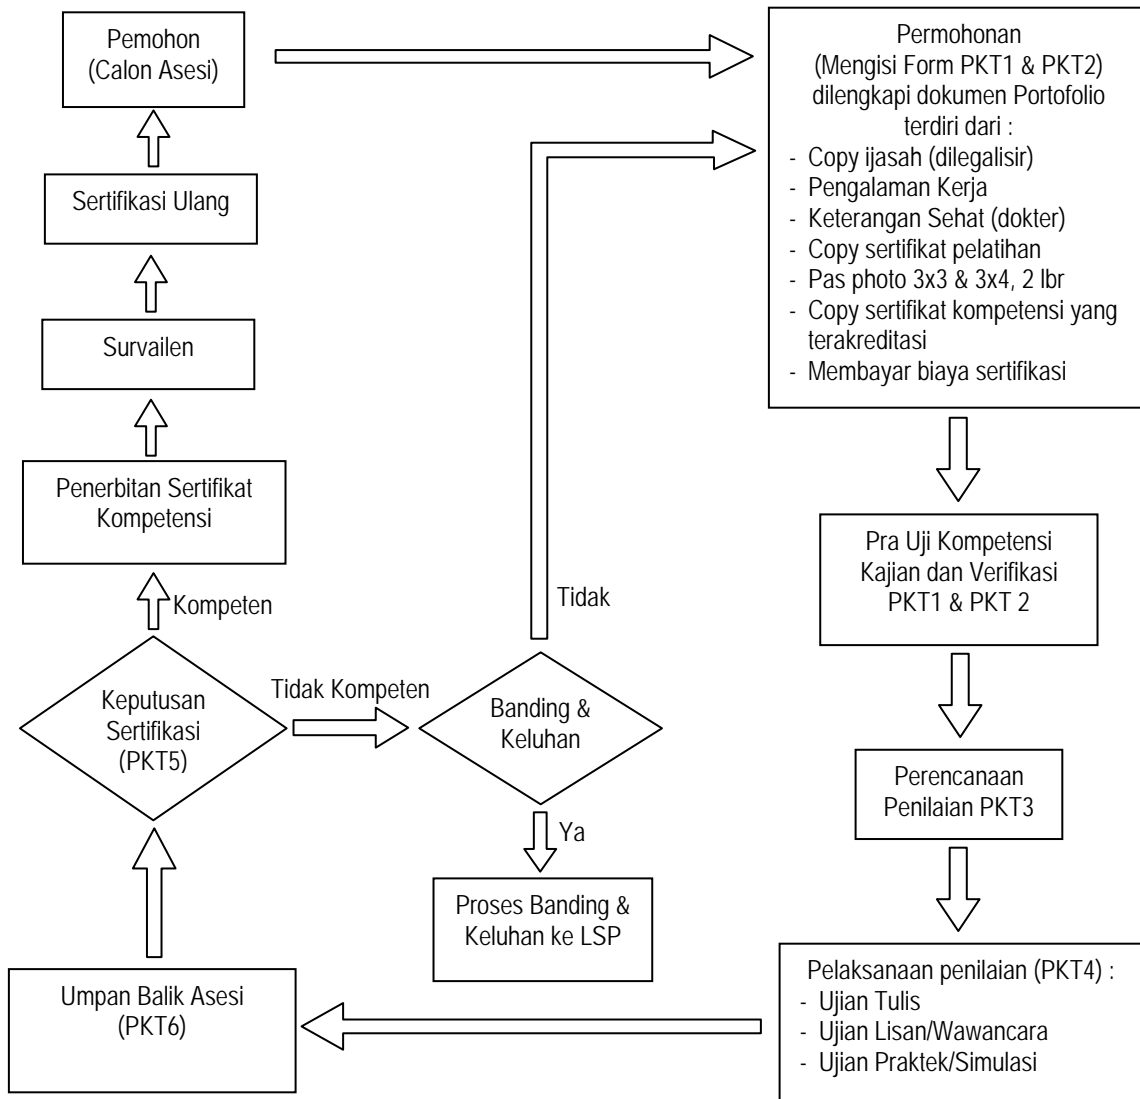 Pemohon
(Calon Asesi)
Permohonan
(Mengisi Form PKT1 & PKT2)
dilengkapi dokumen Portofolio
terdiri dari :
- Copy ijasah (dilegalisir)
- Pengalaman Kerja
- Keterangan Sehat (dokter)
- Copy sertifikat pelatihan
- Pas photo 3x3 & 3x4, 2 lbr
- Copy sertifikat kompetensi yang
terakreditasi
- Membayar biaya sertifikasi
Sertifikasi Ulang
Survailen
Penerbitan Sertifikat
Kompetensi
Kompeten
Tidak
Pra Uji Kompetensi
Kajian dan Verifikasi
PKT1 & PKT 2
Keputusan
Sertifikasi
(PKT5)
Tidak Kompeten
Banding &
Keluhan
Ya
Perencanaan
Penilaian PKT3
Proses Banding &
Keluhan ke LSP
Umpan Balik Asesi
(PKT6)
Pelaksanaan penilaian (PKT4) :
- Ujian Tulis
- Ujian Lisan/Wawancara
- Ujian Praktek/Simulasi